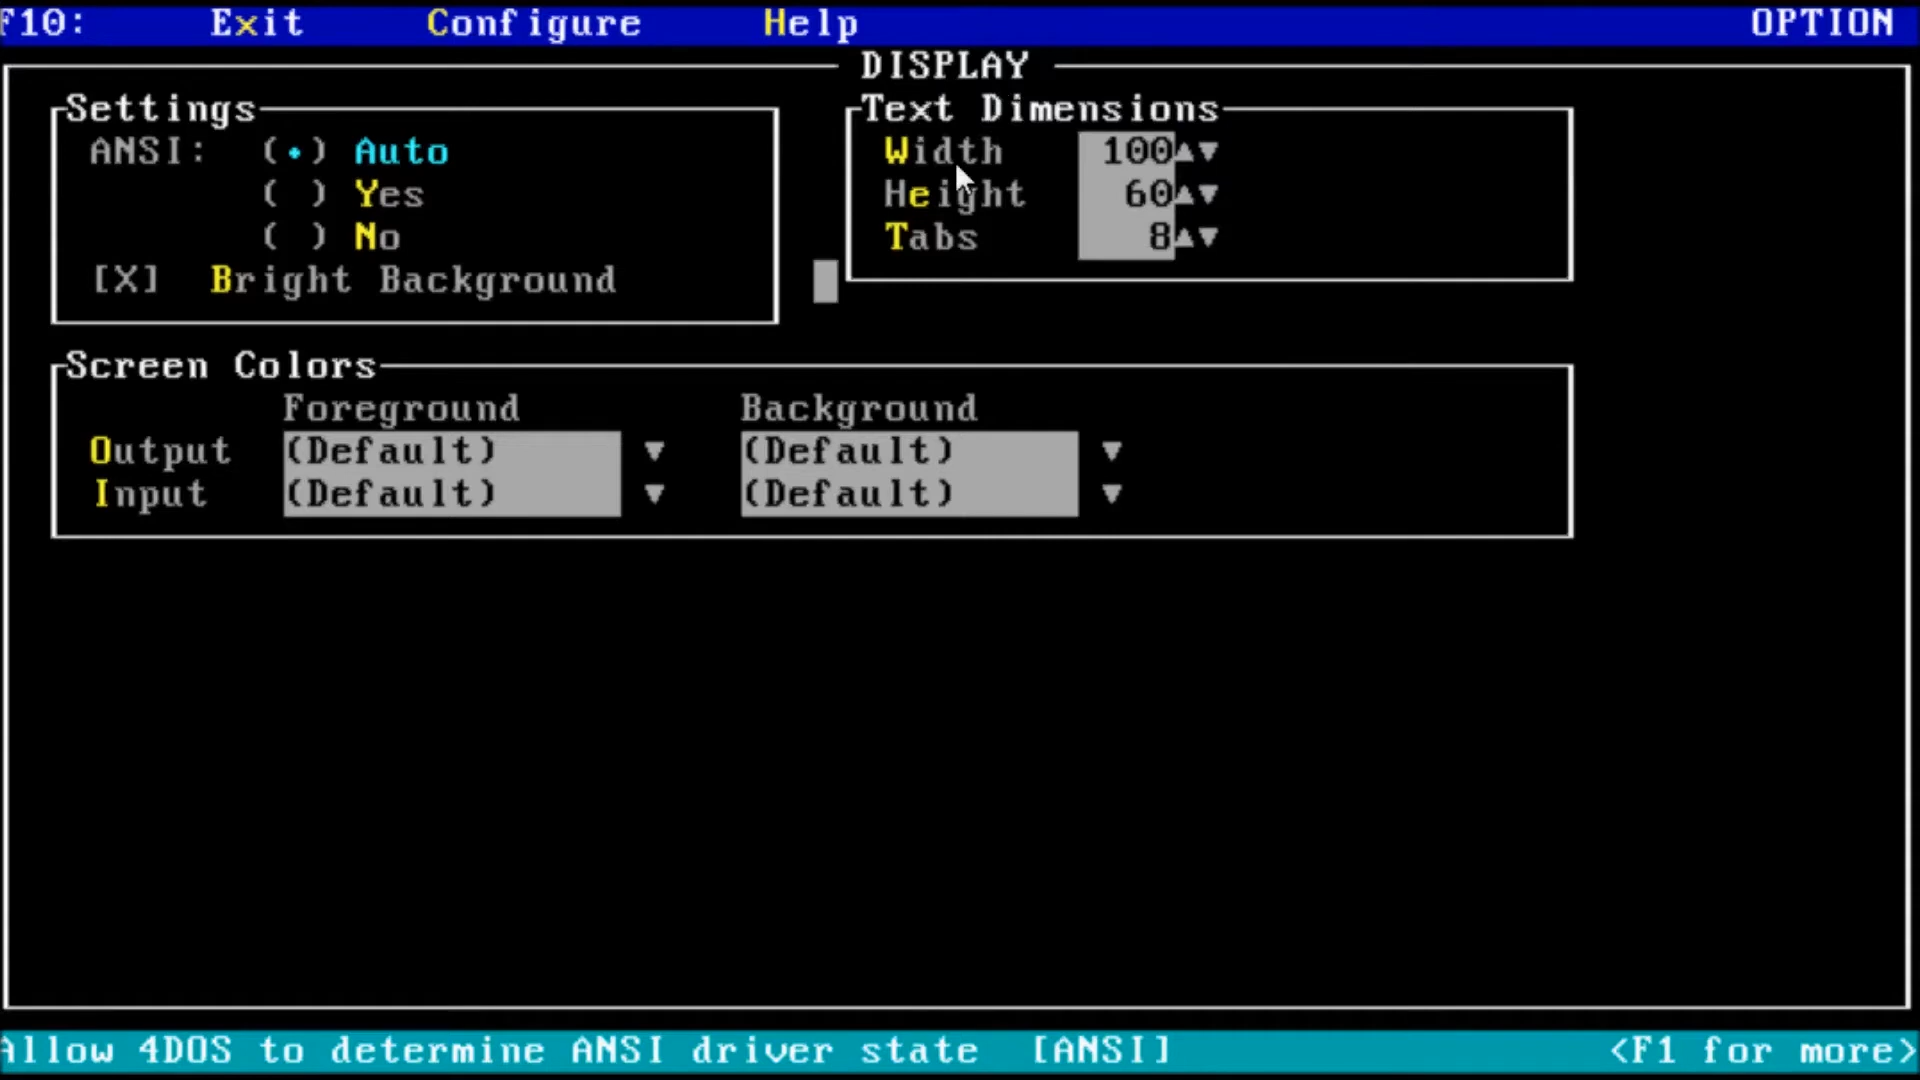 F10: Exit Configure Help OPTION
DISPLAY
Settings
ANSI: (•) Auto
( ) Yes
( ) No
[X] Bright Background
Text Dimensions
Width 100▲▼
Height 60▲▼
Tabs 8▲▼
Screen Colors
Foreground Background
Output (Default) ▼ (Default) ▼
Input (Default) ▼ (Default) ▼
Allow 4DOS to determine ANSI driver state [ANSI] <F1 for more>